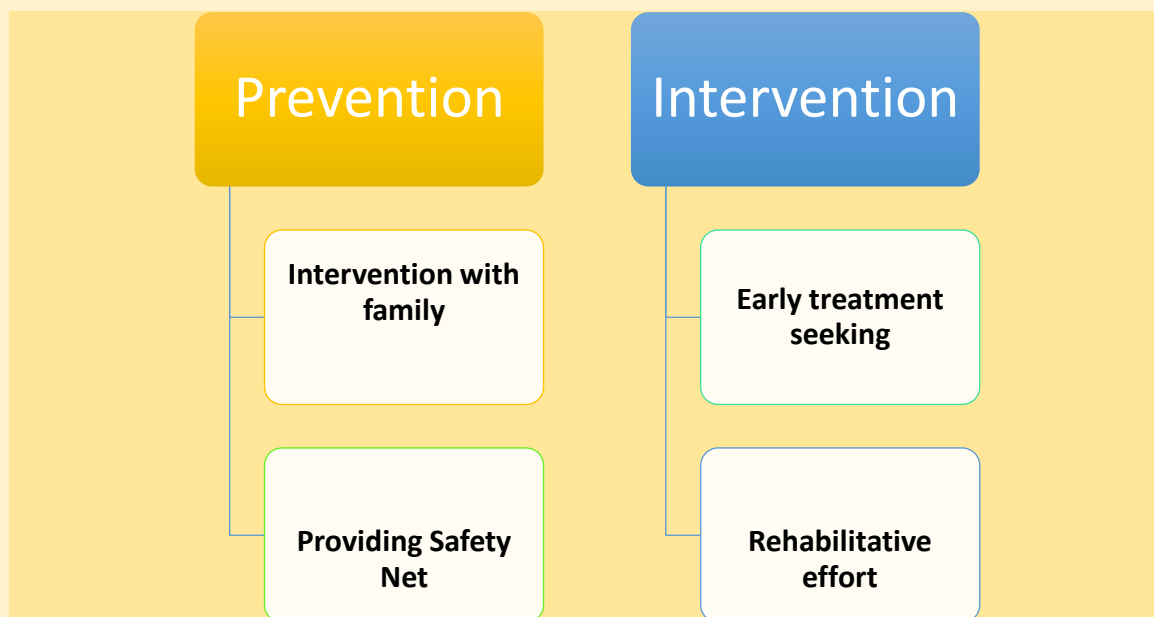 Prevention
Intervention with
family
Providing Safety
Net
Intervention
Early treatment
seeking
Rehabilitative
effort